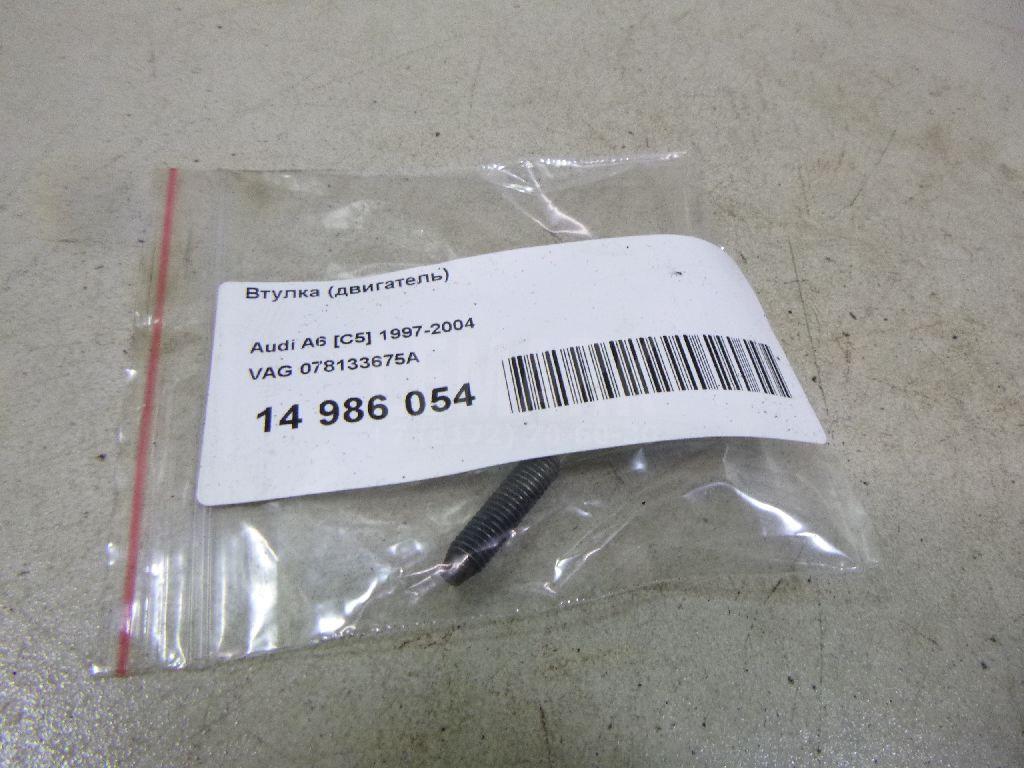 Втулка (двигатель)
Audi A6 [C5] 1997-2004
VAG 078133675A
14 986 054